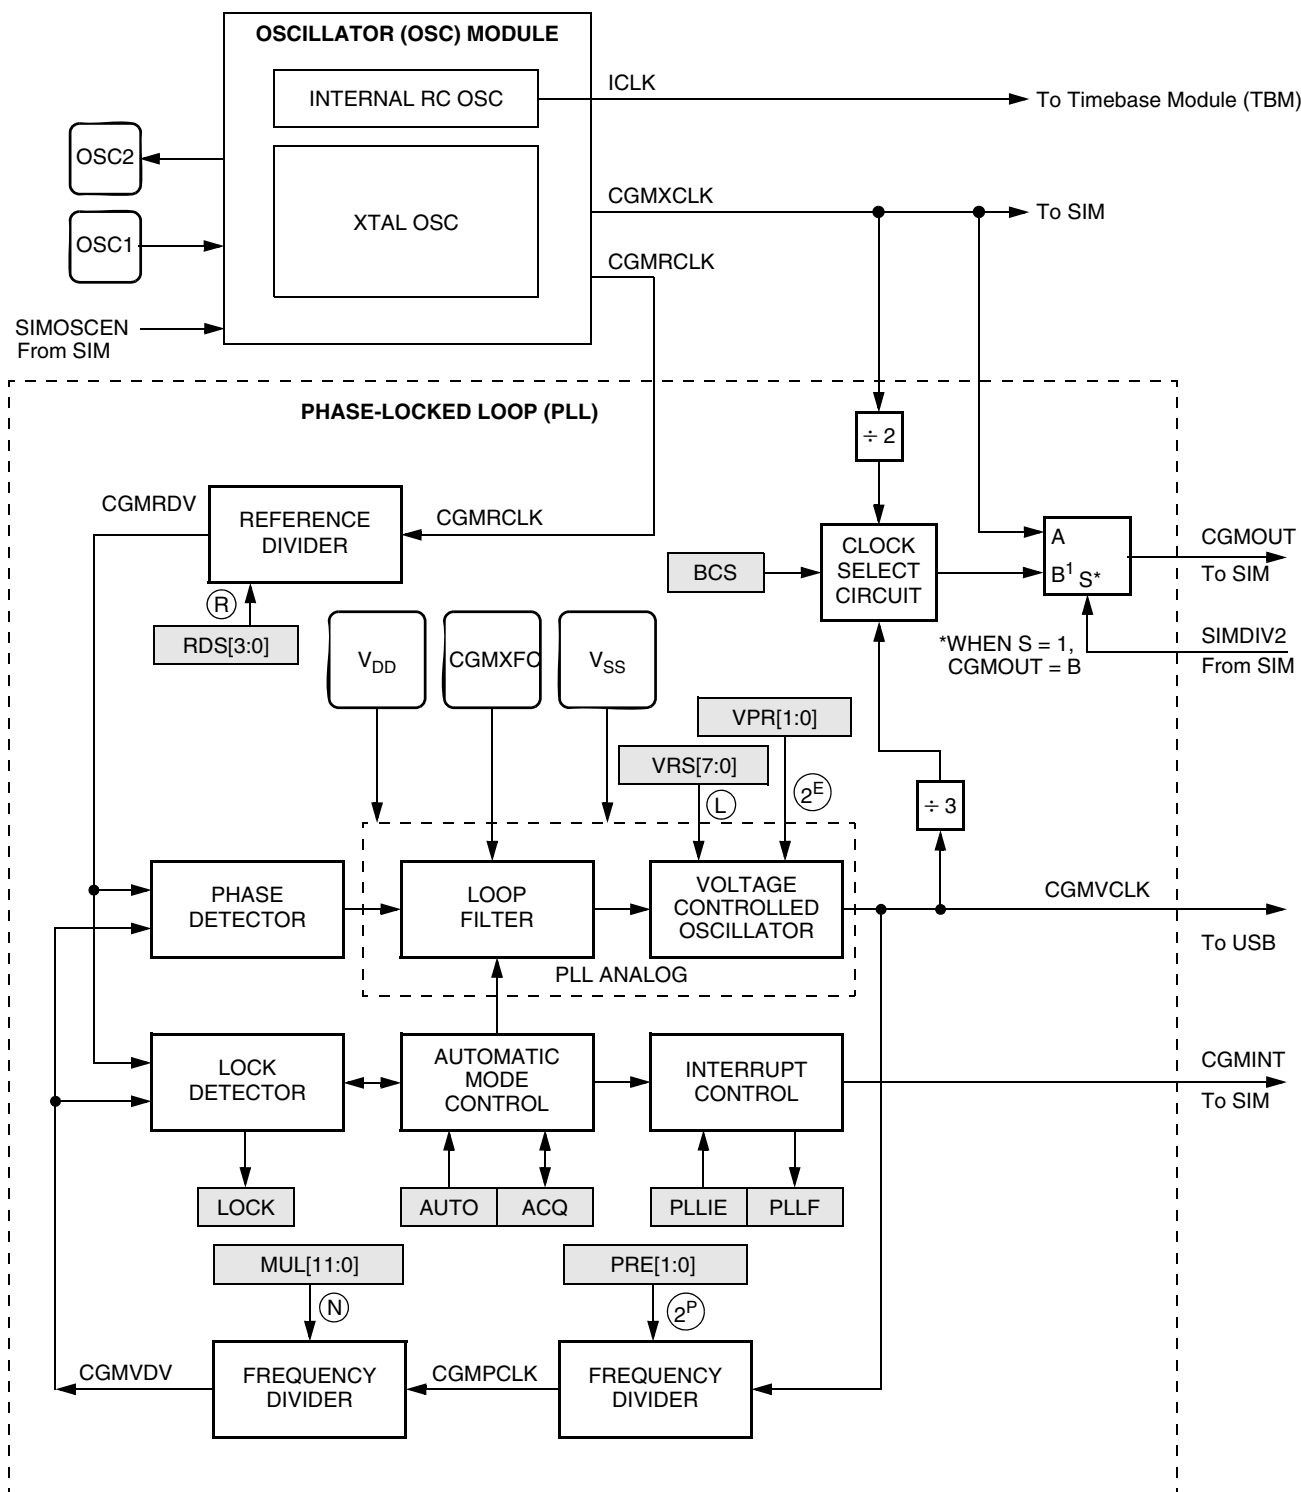 OSCILLATOR (OSC) MODULE
INTERNAL RC OSC
ICLK
To Timebase Module (TBM)
OSC2
XTAL OSC
CGMXCLK
To SIM
OSC1
CGMRCLK
SIMOSCEN
From SIM
PHASE-LOCKED LOOP (PLL)
÷ 2
CGMRDV
REFERENCE
DIVIDER
CGMRCLK
BCS
CLOCK
SELECT
CIRCUIT
A
B1 S*
CGMOUT
To SIM
R
RDS[3:0]
VDD
CGMXFC
VSS
*WHEN S = 1,
CGMOUT = B
SIMDIV2
From SIM
VPR[1:0]
VRS[7:0]
L
2E
÷ 3
PHASE
DETECTOR
LOOP
FILTER
VOLTAGE
CONTROLLED
OSCILLATOR
CGMVCLK
To USB
PLL ANALOG
LOCK
DETECTOR
AUTOMATIC
MODE
CONTROL
INTERRUPT
CONTROL
CGMINT
To SIM
LOCK
AUTO
ACQ
PLLIE
PLLF
MUL[11:0]
PRE[1:0]
N
2P
CGMVDV
FREQUENCY
DIVIDER
CGMPCLK
FREQUENCY
DIVIDER